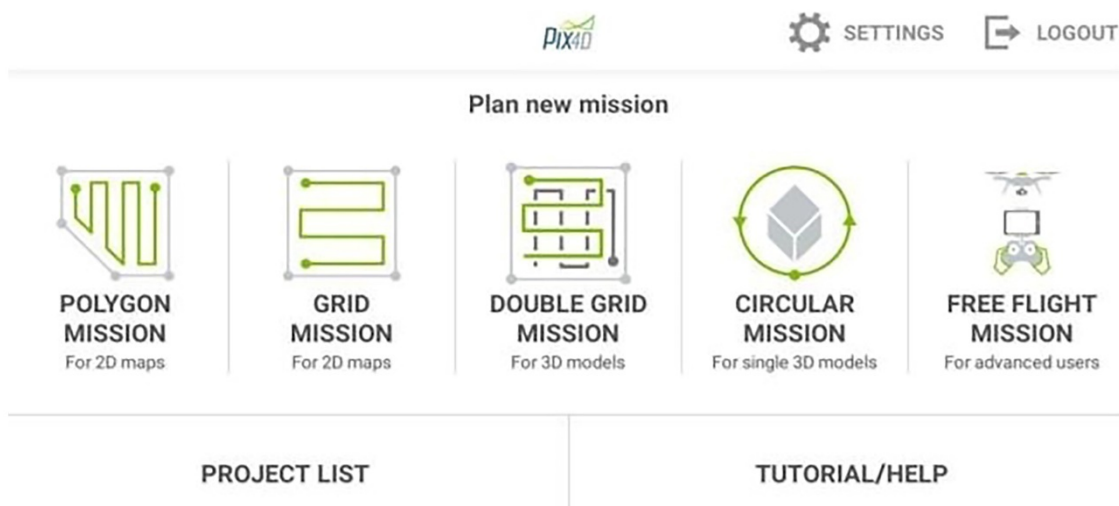 PIX4D
SETTINGS
LOGOUT
Plan new mission
POLYGON
MISSION
For 2D maps
GRID
MISSION
For 2D maps
DOUBLE GRID
MISSION
For 3D models
CIRCULAR
MISSION
For single 3D models
FREE FLIGHT
MISSION
For advanced users
PROJECT LIST
TUTORIAL/HELP